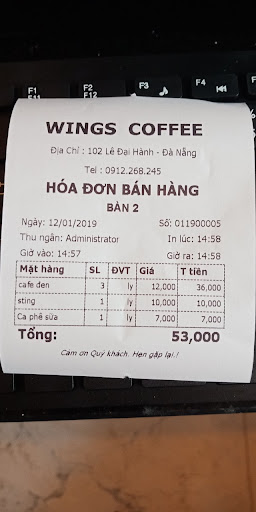 F1
F2
F3
F4
F11
F12
WINGS COFFEE
Địa Chỉ : 102 Lê Đại Hành - Đà Nẵng
Tel : 0912.268.245
HÓA ĐƠN BÁN HÀNG
BÀN 2
Ngày: 12/01/2019 Số: 011900005
Thu ngân: Administrator In lúc: 14:58
Giờ vào: 14:57 Giờ ra: 14:58
Mặt hàng SL ĐVT Giá T tiền
cafe đen 3 ly 12,000 36,000
sting 1 ly 10,000 10,000
Ca phê sữa 1 ly 7,000 7,000
Tổng: 53,000
Cam on Quý khách. Hẹn gặp lại.!